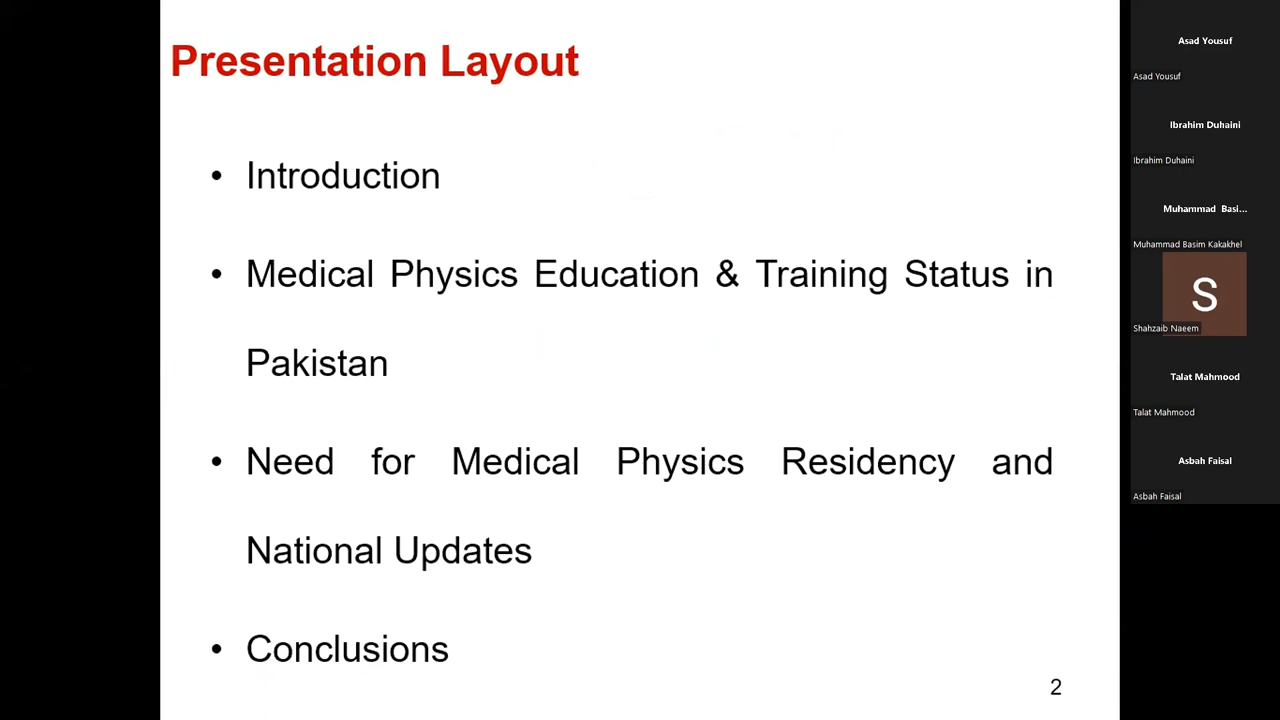 Presentation Layout
• Introduction
• Medical Physics Education & Training Status in
Pakistan
• Need for Medical Physics Residency and
National Updates
• Conclusions
2
Asad Yousuf
Asad Yousuf
Ibrahim Duhaini
Ibrahim Duhaini
Muhammad Basi...
Muhammad Basim Kakakhel
S
Shahzaib Naeem
Talat Mahmood
Talat Mahmood
Asbah Faisal
Asbah Faisal